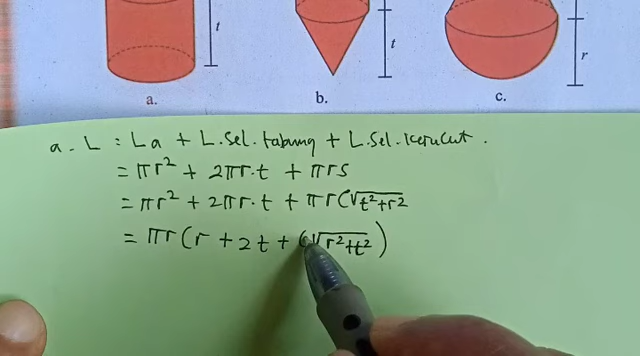 t
t
r
a. b. c.
a. L = La + L.Sel.tabung + L.Sel.kerucut.
= πr² + 2πr.t + πrs
= πr² + 2πr.t + πr(√t²+r²
= πr(r + 2t + (√r²+t²)